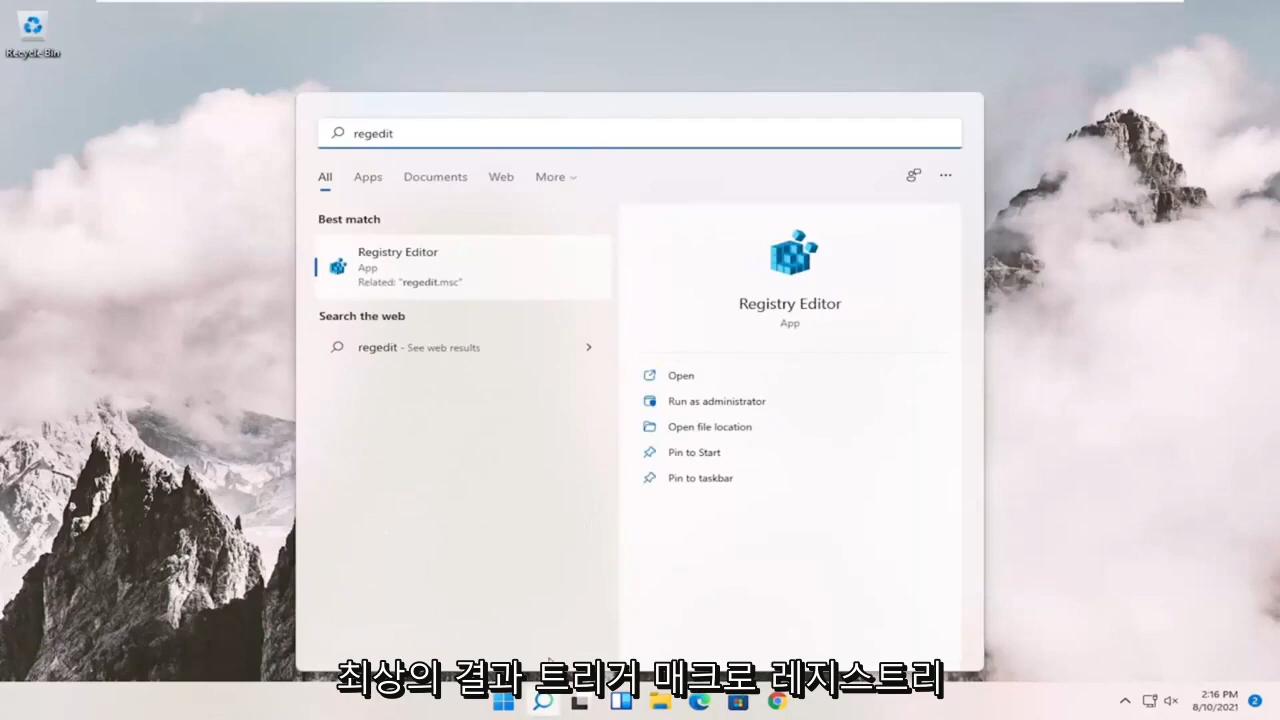 Recycle Bin
regedit
All Apps Documents Web More
Best match
Registry Editor
App
Related: "regedit.msc"
Search the web
regedit - See web results
Registry Editor
App
Open
Run as administrator
Open file location
Pin to Start
Pin to taskbar
최상의 결과 트리거 매크로 레지스트리
2:16 PM
8/10/2021
2